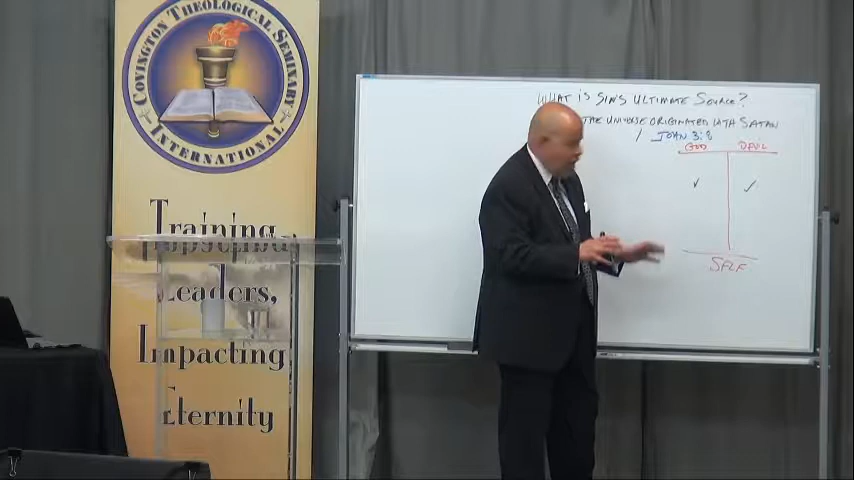 COVINGTON THEOLOGICAL SEMINARY
INTERNATIONAL
Training
Leaders,
Impacting
Eternity
WHAT IS SIN'S ULTIMATE SOURCE?
THE UNIVERSE ORIGINATED WITH SATAN
1 JOHN 3:8
GOD DEVIL
SELF